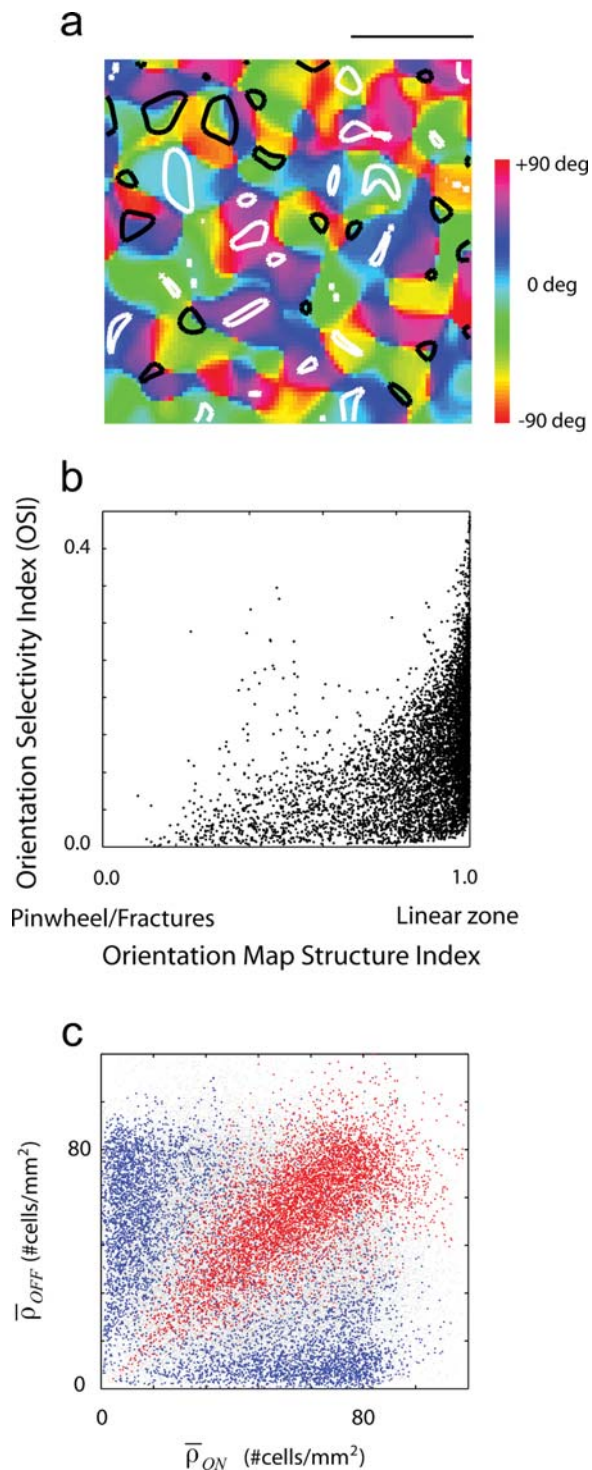 a
+90 deg
0 deg
-90 deg
b
Orientation Selectivity Index (OSI)
0.4
0.0
0.0
1.0
Pinwheel/Fractures
Linear zone
Orientation Map Structure Index
c
ρ̅OFF (#cells/mm²)
80
0
0
80
ρ̅ON (#cells/mm²)